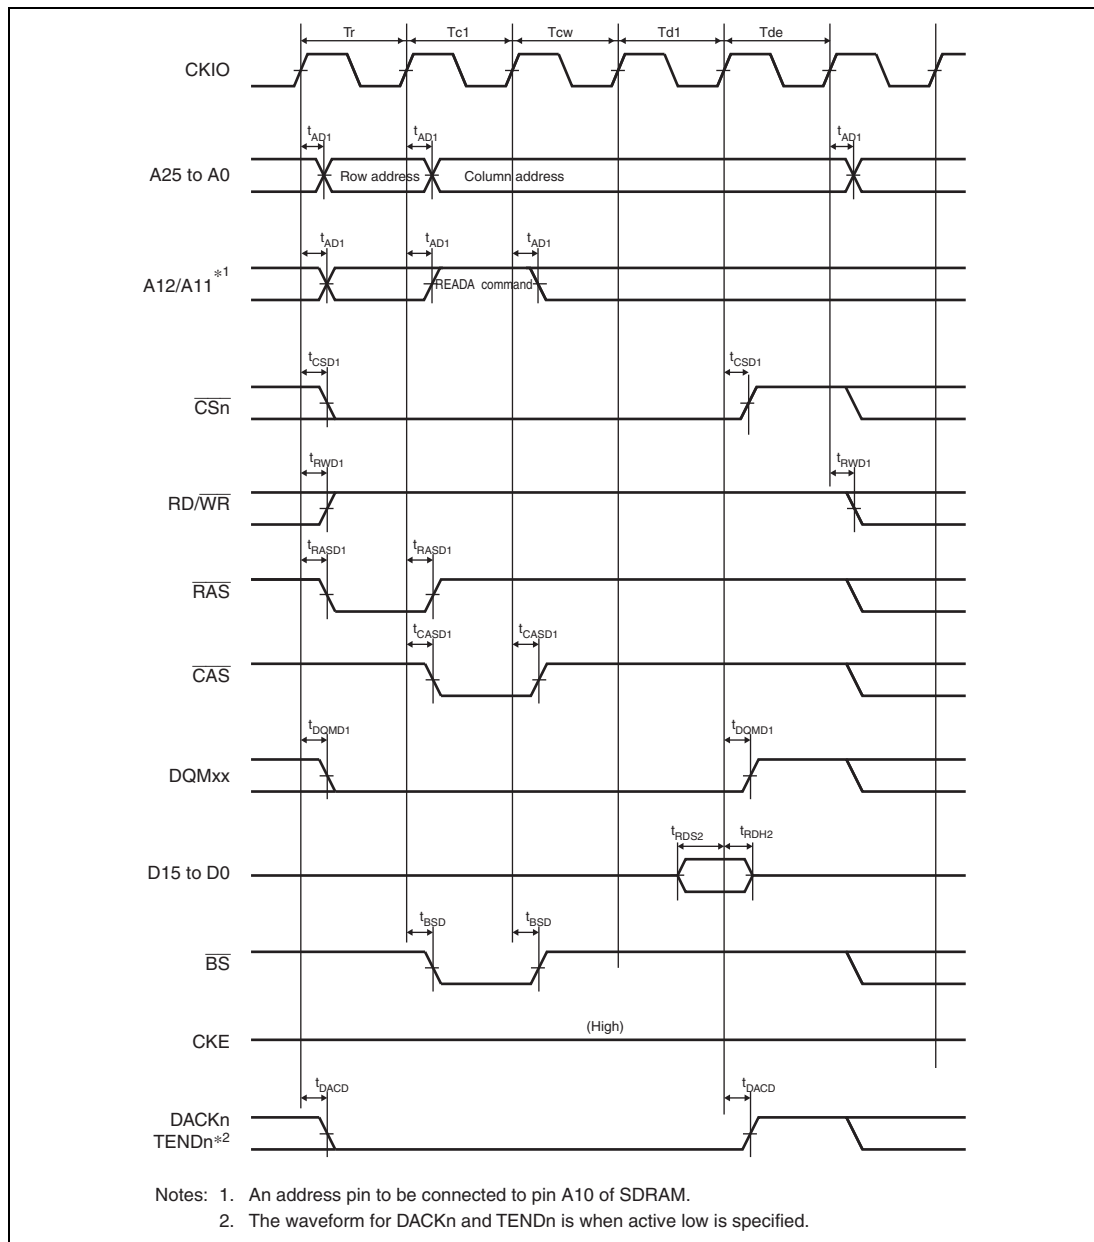 Tr Tc1 Tcw Td1 Tde
CKIO
tAD1 tAD1 tAD1
A25 to A0 Row address Column address
tAD1 tAD1 tAD1
A12/A11*1 READA command
tCSD1 tCSD1
CSn
tRWD1 tRWD1
RD/WR
tRASD1 tRASD1
RAS
tCASD1 tCASD1
CAS
tDQMD1 tDQMD1
DQMxx
tRDS2 tRDH2
D15 to D0
tBSD tBSD
BS
(High)
CKE
tDACD tDACD
DACKn
TENDn*2
Notes: 1. An address pin to be connected to pin A10 of SDRAM.
2. The waveform for DACKn and TENDn is when active low is specified.